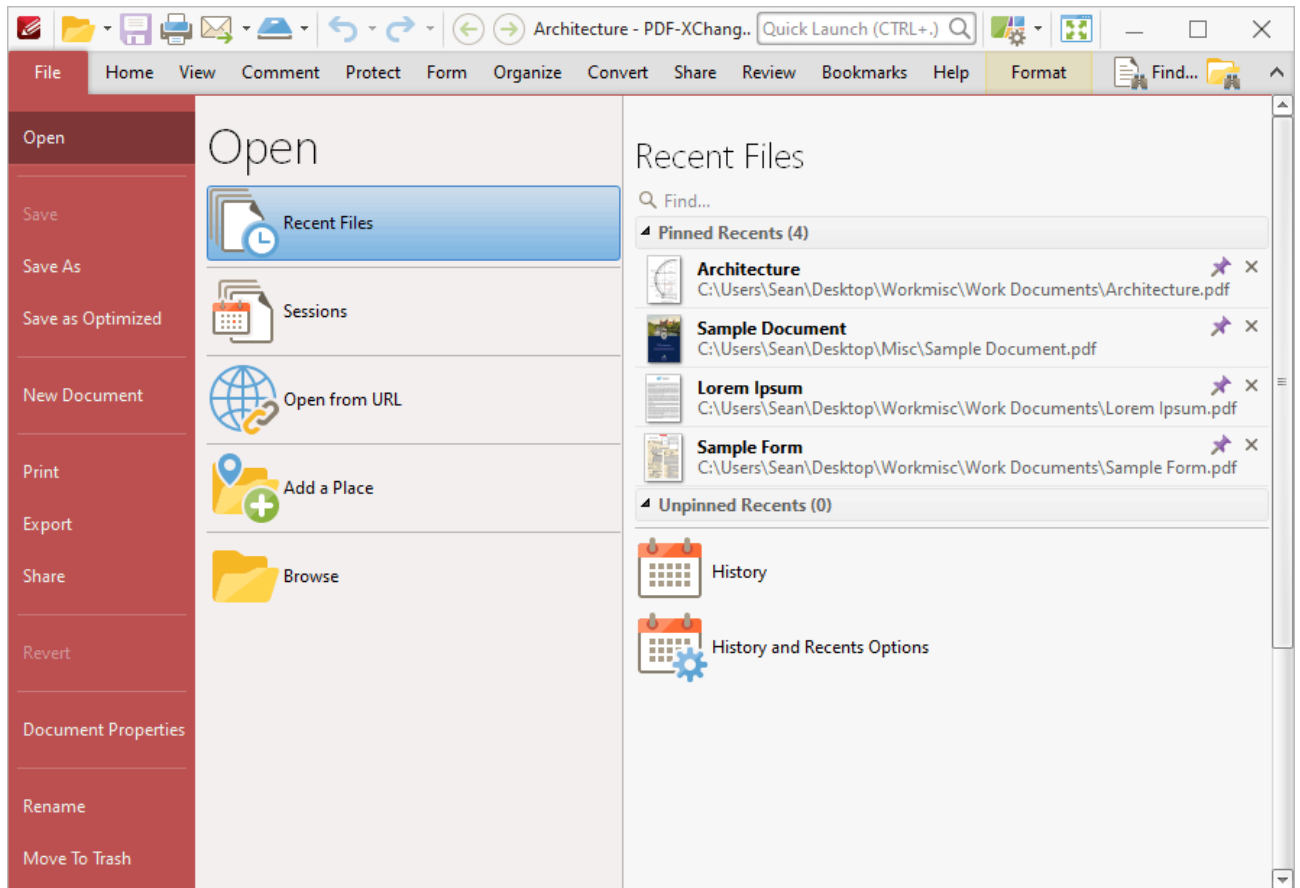 Architecture - PDF-XChang..
Quick Launch (CTRL+.)
File Home View Comment Protect Form Organize Convert Share Review Bookmarks Help Format Find...
Open
Save
Save As
Save as Optimized
New Document
Print
Export
Share
Revert
Document Properties
Rename
Move To Trash
Open
Recent Files
Sessions
Open from URL
Add a Place
Browse
Recent Files
Find...
Pinned Recents (4)
Architecture
C:\Users\Sean\Desktop\Workmisc\Work Documents\Architecture.pdf
Sample Document
C:\Users\Sean\Desktop\Misc\Sample Document.pdf
Lorem Ipsum
C:\Users\Sean\Desktop\Workmisc\Work Documents\Lorem Ipsum.pdf
Sample Form
C:\Users\Sean\Desktop\Workmisc\Work Documents\Sample Form.pdf
Unpinned Recents (0)
History
History and Recents Options